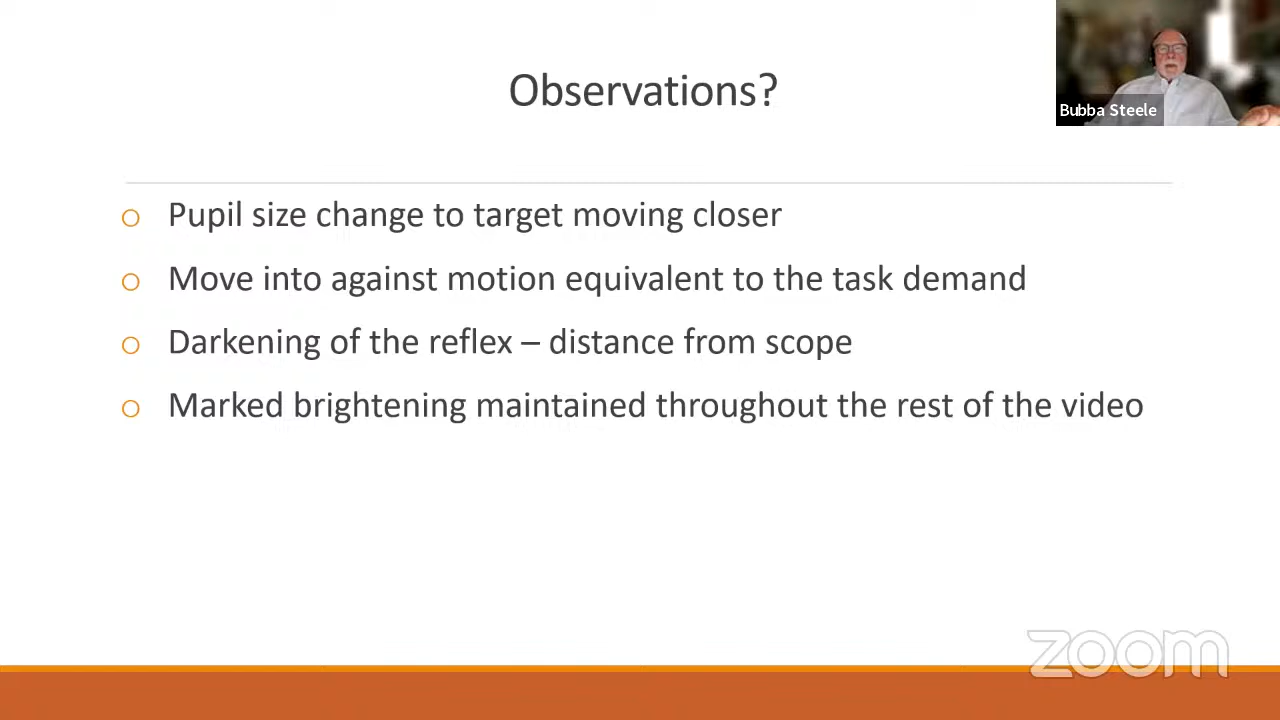 Observations?
Bubba Steele
o Pupil size change to target moving closer
o Move into against motion equivalent to the task demand
o Darkening of the reflex – distance from scope
o Marked brightening maintained throughout the rest of the video
zoom